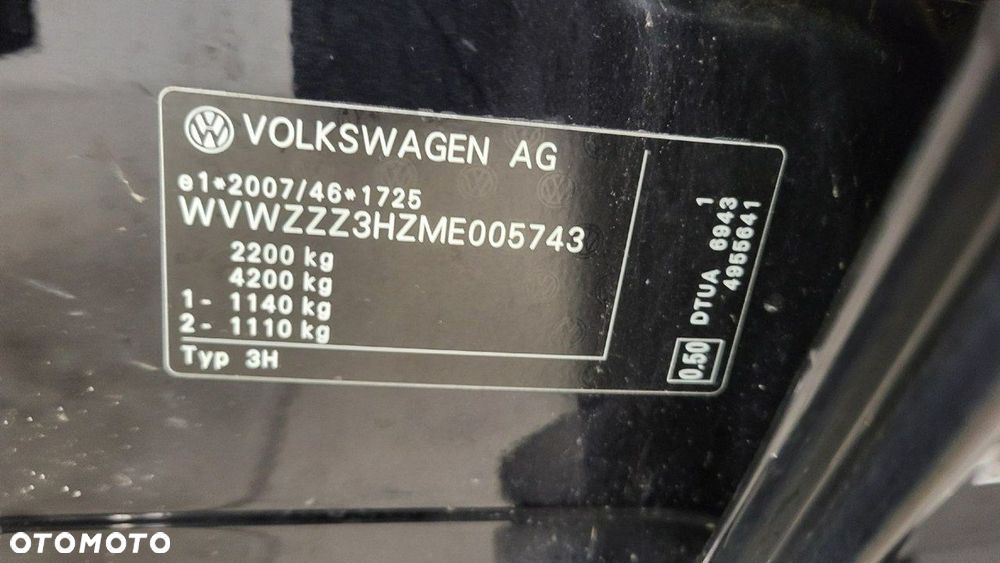 VOLKSWAGEN AG
e1*2007/46*1725
WVWZZZ3HZME005743
2200 kg
4200 kg
1- 1140 kg
2- 1110 kg
Typ 3H
0.50 DTUA 6943 1
4955641
OTOMOTO